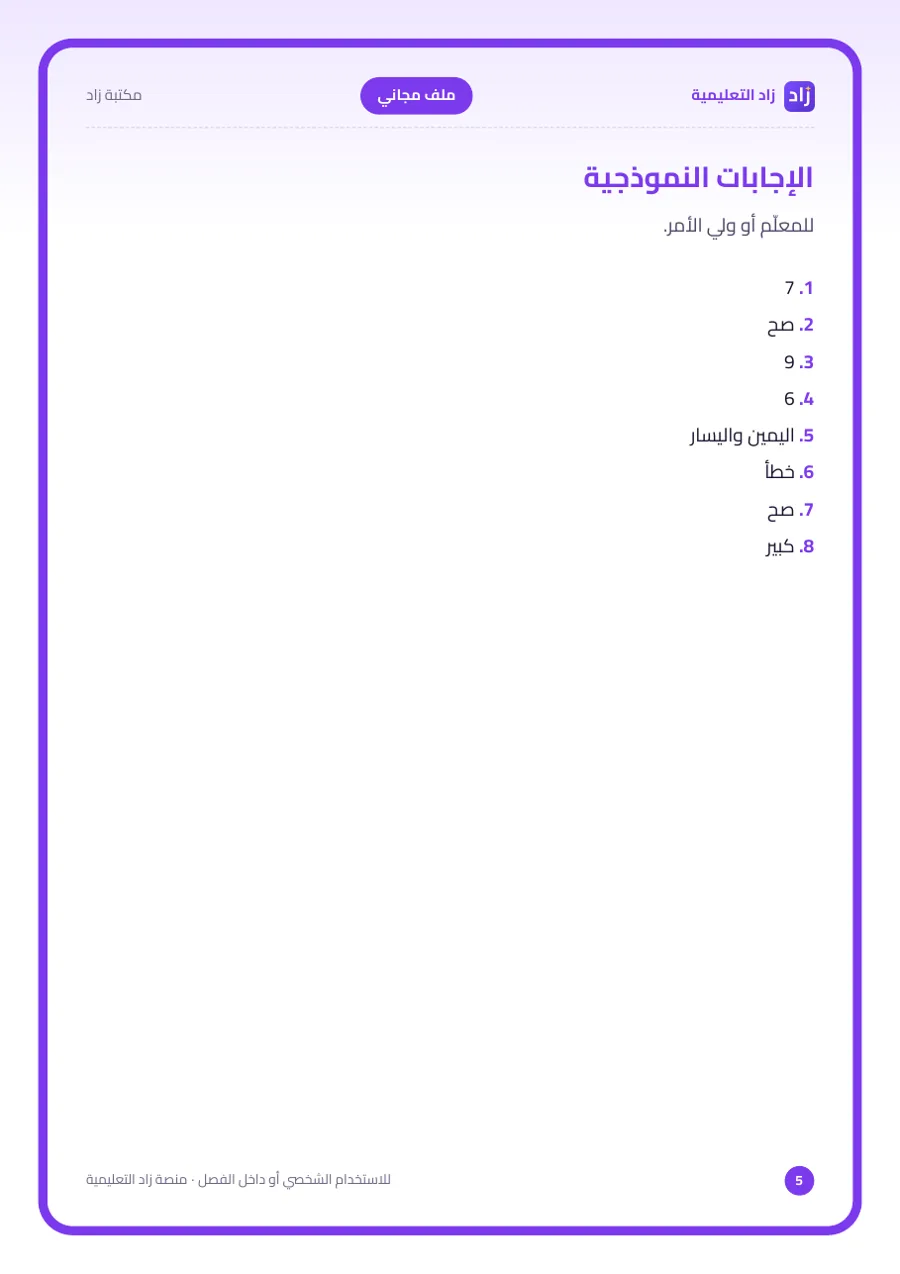 زاد
زاد التعليمية
ملف مجاني
مكتبة زاد
الإجابات النموذجية
للمعلّم أو ولي الأمر.
1. 7
2. صح
3. 9
4. 6
5. اليمين واليسار
6. خطأ
7. صح
8. كبير
5
للاستخدام الشخصي أو داخل الفصل · منصة زاد التعليمية